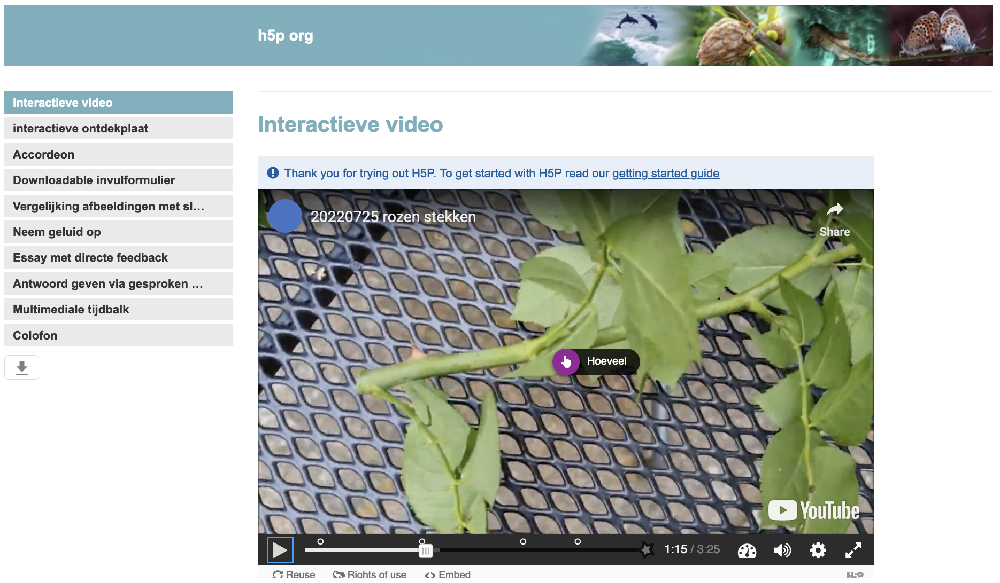 h5p org
Interactieve video
interactieve ontdekplaat
Accordeon
Downloadable invulformulier
Vergelijking afbeeldingen met sl...
Neem geluid op
Essay met directe feedback
Antwoord geven via gesproken ...
Multimediale tijdbalk
Colofon
Interactieve video
Thank you for trying out H5P. To get started with H5P read our getting started guide
20220725 rozen stekken
Share
Hoeveel
YouTube
1:15 / 3:25
Reuse Rights of use Embed H5P